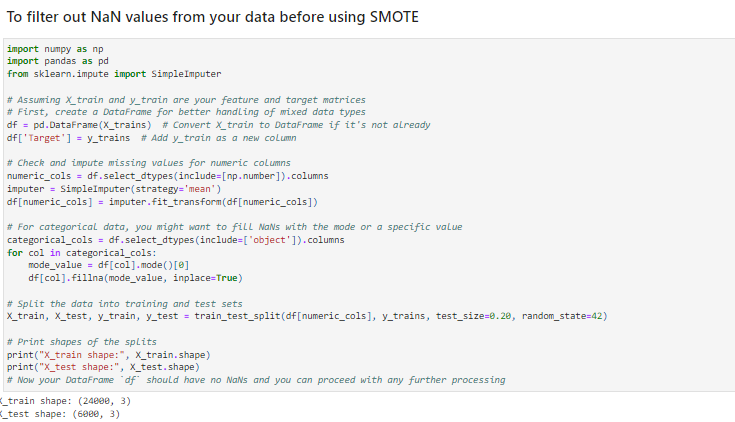 To filter out NaN values from your data before using SMOTE
import numpy as np
import pandas as pd
from sklearn.impute import SimpleImputer
# Assuming X_train and y_train are your feature and target matrices
# First, create a DataFrame for better handling of mixed data types
df = pd.DataFrame(X_trains)  # Convert X_train to DataFrame if it's not already
df['Target'] = y_trains  # Add y_train as a new column
# Check and impute missing values for numeric columns
numeric_cols = df.select_dtypes(include=[np.number]).columns
imputer = SimpleImputer(strategy='mean')
df[numeric_cols] = imputer.fit_transform(df[numeric_cols])
# For categorical data, you might want to fill NaNs with the mode or a specific value
categorical_cols = df.select_dtypes(include=['object']).columns
for col in categorical_cols:
    mode_value = df[col].mode()[0]
    df[col].fillna(mode_value, inplace=True)
# Split the data into training and test sets
X_train, X_test, y_train, y_test = train_test_split(df[numeric_cols], y_trains, test_size=0.20, random_state=42)
# Print shapes of the splits
print("X_train shape:", X_train.shape)
print("X_test shape:", X_test.shape)
# Now your DataFrame `df` should have no NaNs and you can proceed with any further processing
X_train shape: (24000, 3)
X_test shape: (6000, 3)